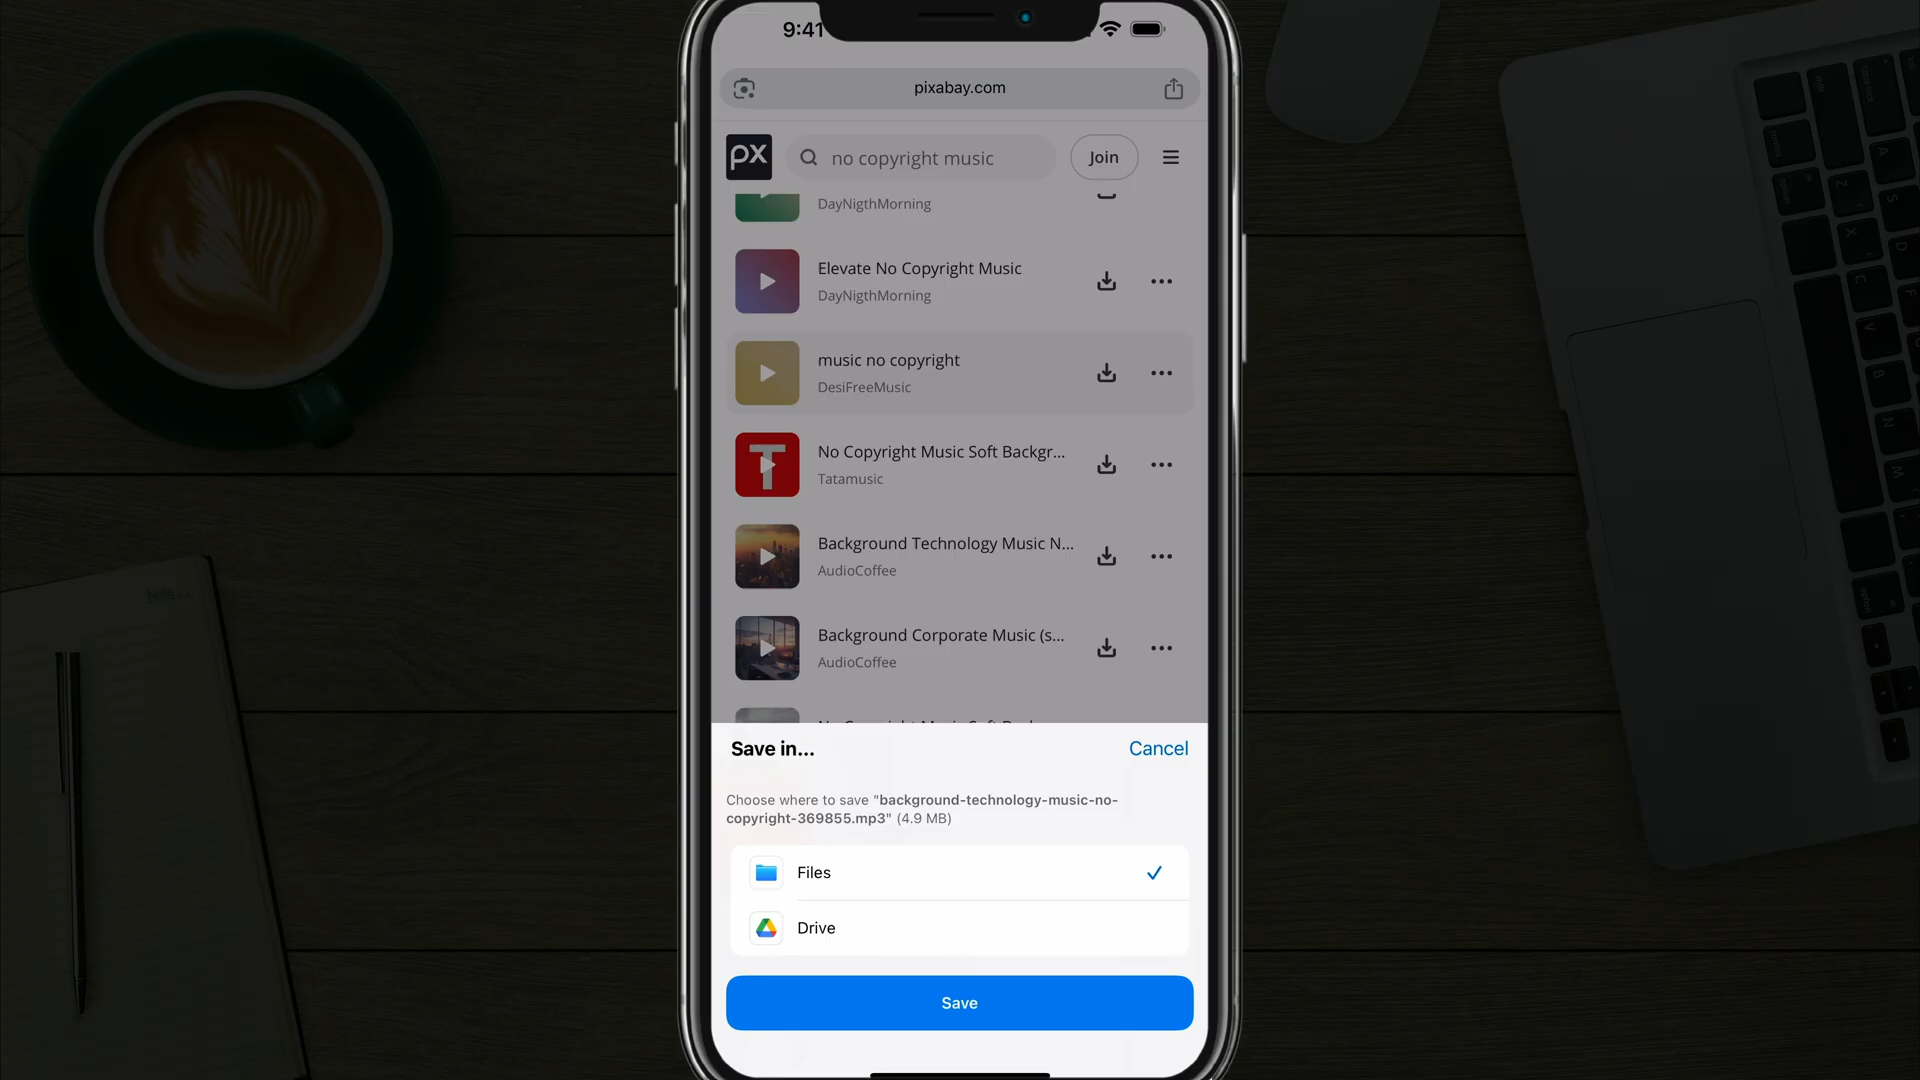 9:41
pixabay.com
px
no copyright music
Join
DayNigthMorning
Elevate No Copyright Music
DayNigthMorning
music no copyright
DesiFreeMusic
T
No Copyright Music Soft Backgr...
Tatamusic
Background Technology Music N...
AudioCoffee
Background Corporate Music (s...
AudioCoffee
Save in...
Cancel
Choose where to save "background-technology-music-no-
copyright-369855.mp3" (4.9 MB)
Files
Drive
Save